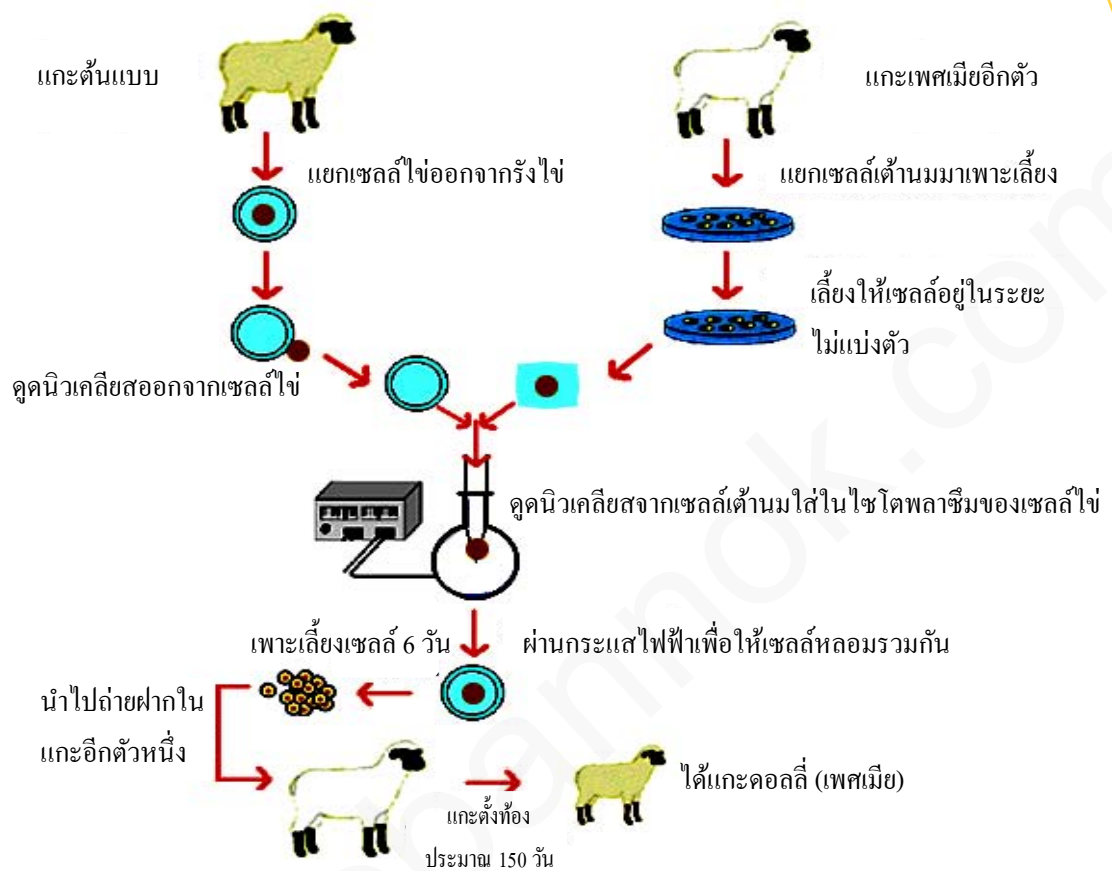 แกะต้นแบบ
แกะเพศเมียอีกตัว
แยกเซลล์ไข่ออกจากรังไข่
แยกเซลล์เต้านมมาเพาะเลี้ยง
เลี้ยงให้เซลล์อยู่ในระยะ
ไม่แบ่งตัว
ดูดนิวเคลียสออกจากเซลล์ไข่
ดูดนิวเคลียสจากเซลล์เต้านมใส่ในไซโตพลาซึมของเซลล์ไข่
เพาะเลี้ยงเซลล์ 6 วัน
ผ่านกระแสไฟฟ้าเพื่อให้เซลล์หลอมรวมกัน
นำไปถ่ายฝากใน
แกะอีกตัวหนึ่ง
ได้แกะดอลลี่ (เพศเมีย)
แกะตั้งท้อง
ประมาณ 150 วัน